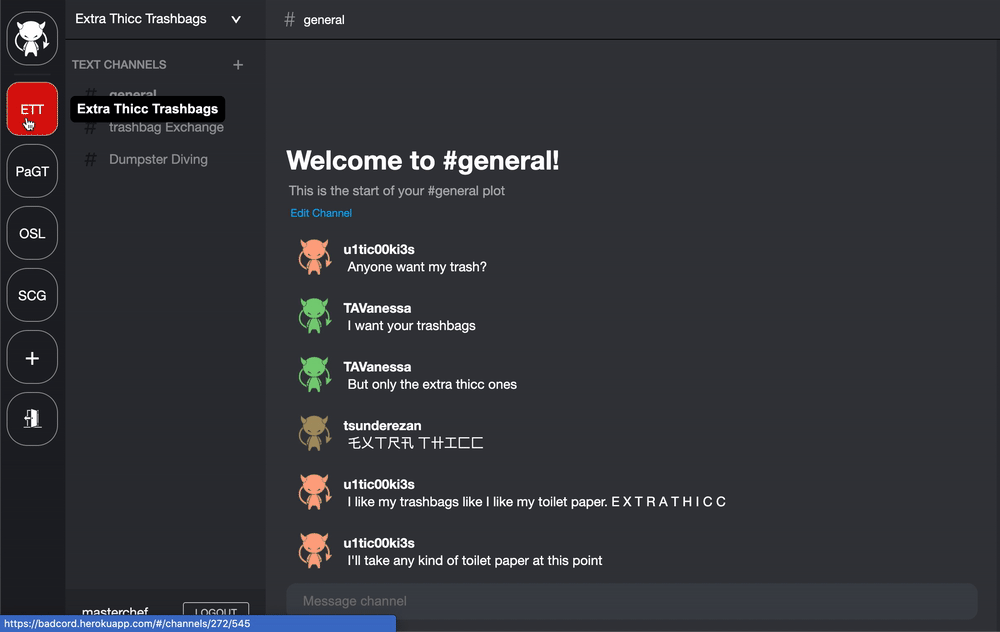 Extra Thicc Trashbags
# general
TEXT CHANNELS +
# general
ETT
Extra Thicc Trashbags
# trashbag Exchange
# Dumpster Diving
PaGT
OSL
SCG
+
Welcome to #general!
This is the start of your #general plot
Edit Channel
u1tic00ki3s
Anyone want my trash?
TAVanessa
I want your trashbags
TAVanessa
But only the extra thicc ones
tsunderezan
乇乂丅尺卂 丅卄工匚匚
u1tic00ki3s
I like my trashbags like I like my toilet paper. E X T R A T H I C C
u1tic00ki3s
I'll take any kind of toilet paper at this point
Message channel
masterchef
LOGOUT
https://badcord.herokuapp.com/#/channels/272/545